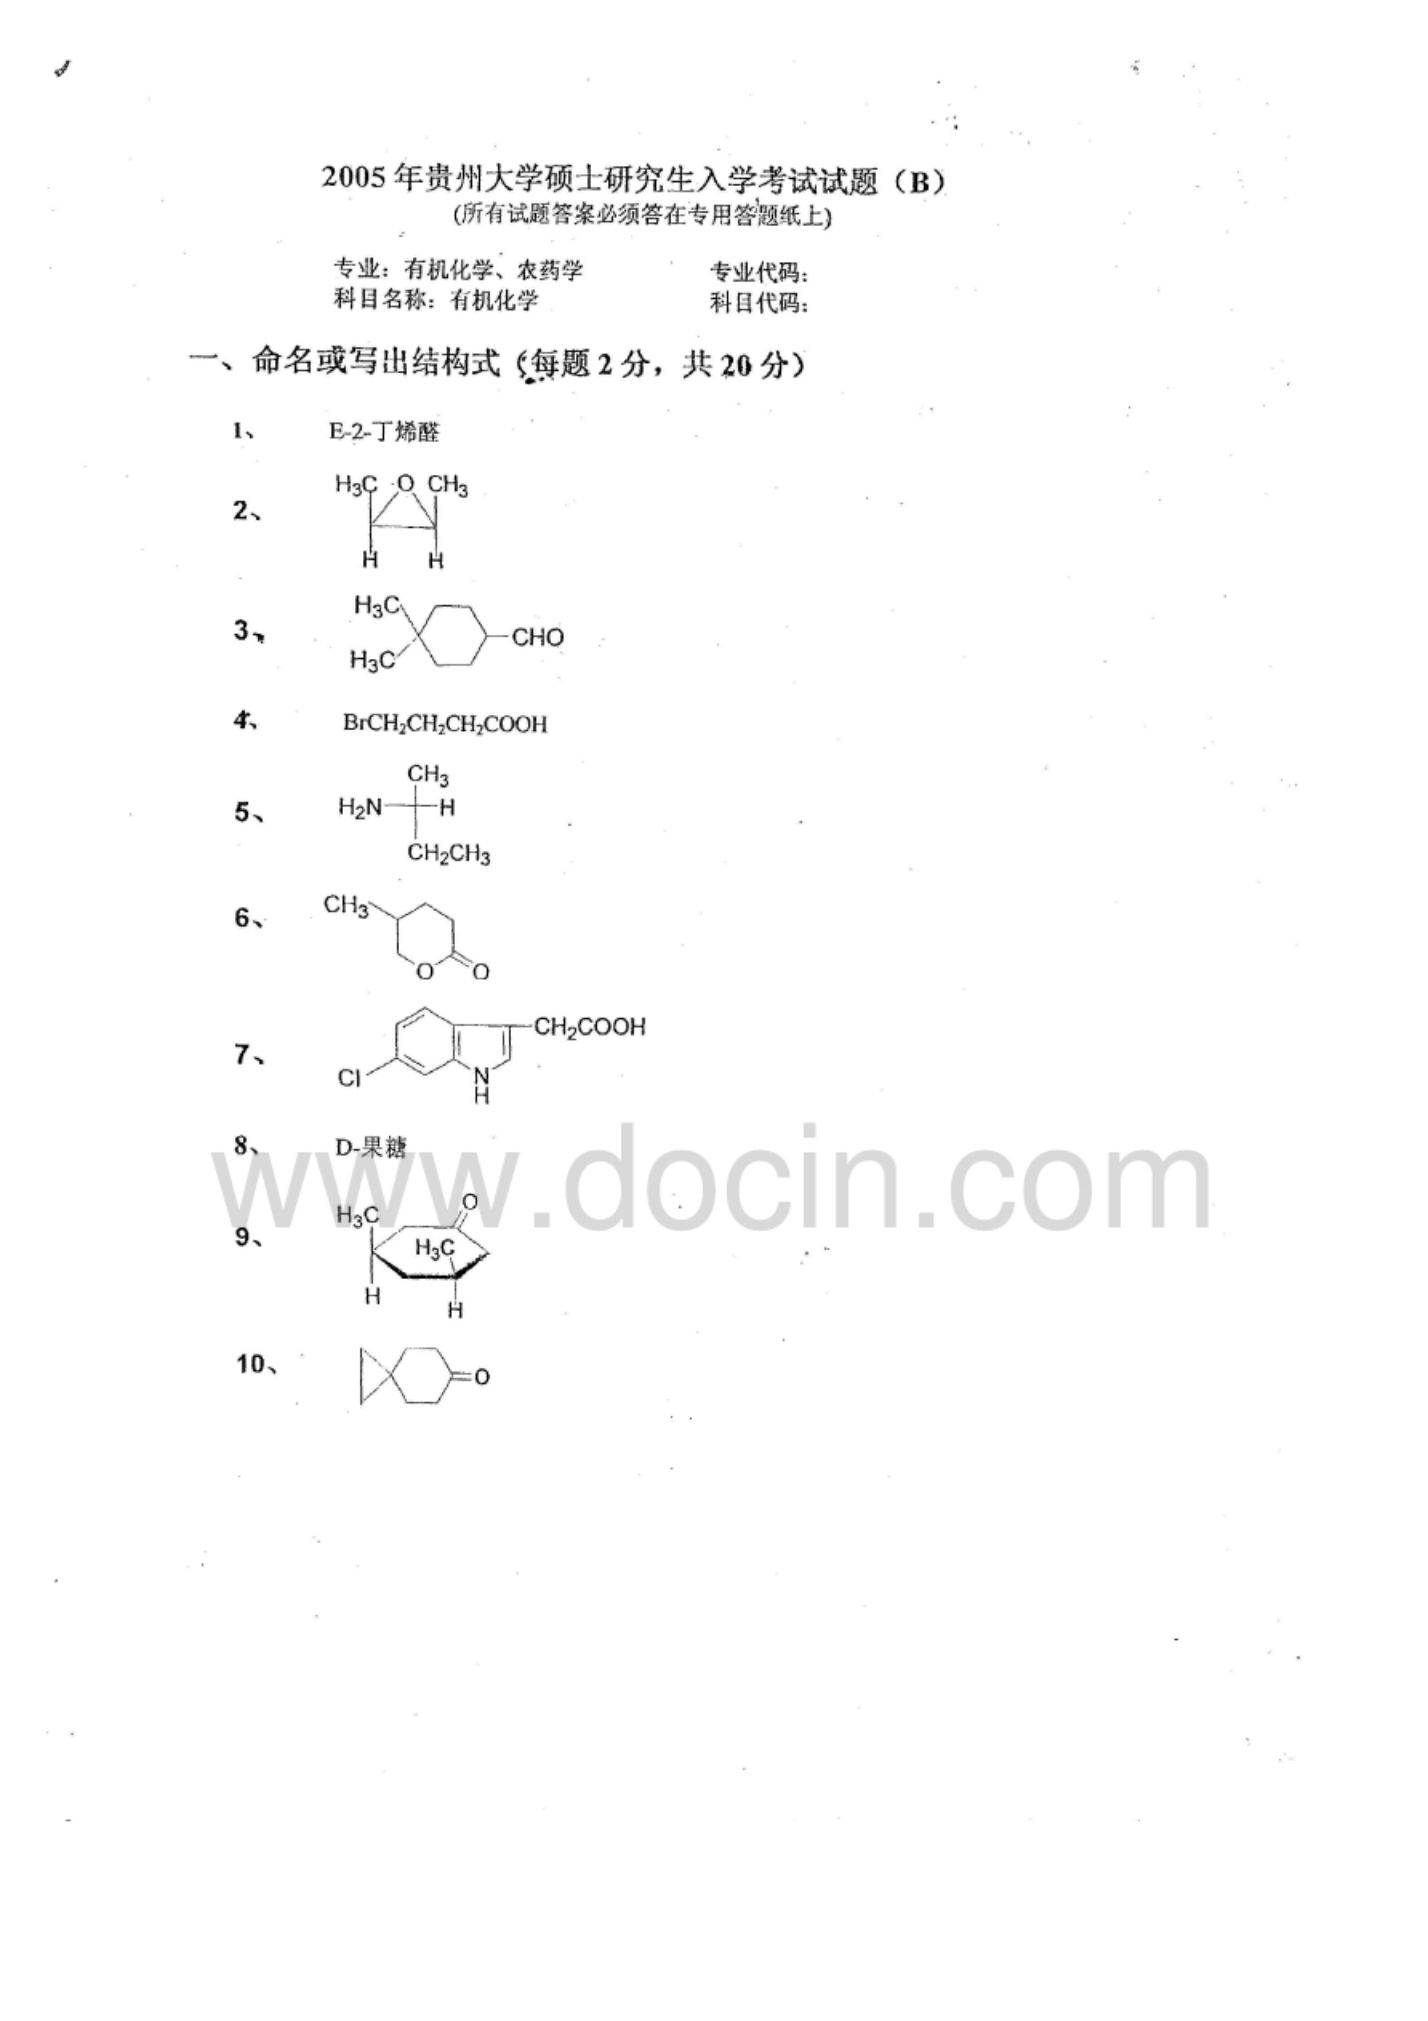 2005年贵州大学硕士研究生入学考试试题（B）
(所有试题答案必须答在专用答题纸上)
专业：有机化学、农药学 专业代码：
科目名称：有机化学 科目代码：
一、命名或写出结构式（每题2分，共20分）
1、 E-2-丁烯醛
2、 H₃C O CH₃
H H
3、 H₃C
CHO
H₃C
4、 BrCH₂CH₂CH₂COOH
5、 CH₃
H₂N H
CH₂CH₃
6、 CH₃
O O
7、 CH₂COOH
Cl N
H
8、 D-果糖
www.docin.com
9、 H₃C O
H₃C
H H
10、 O